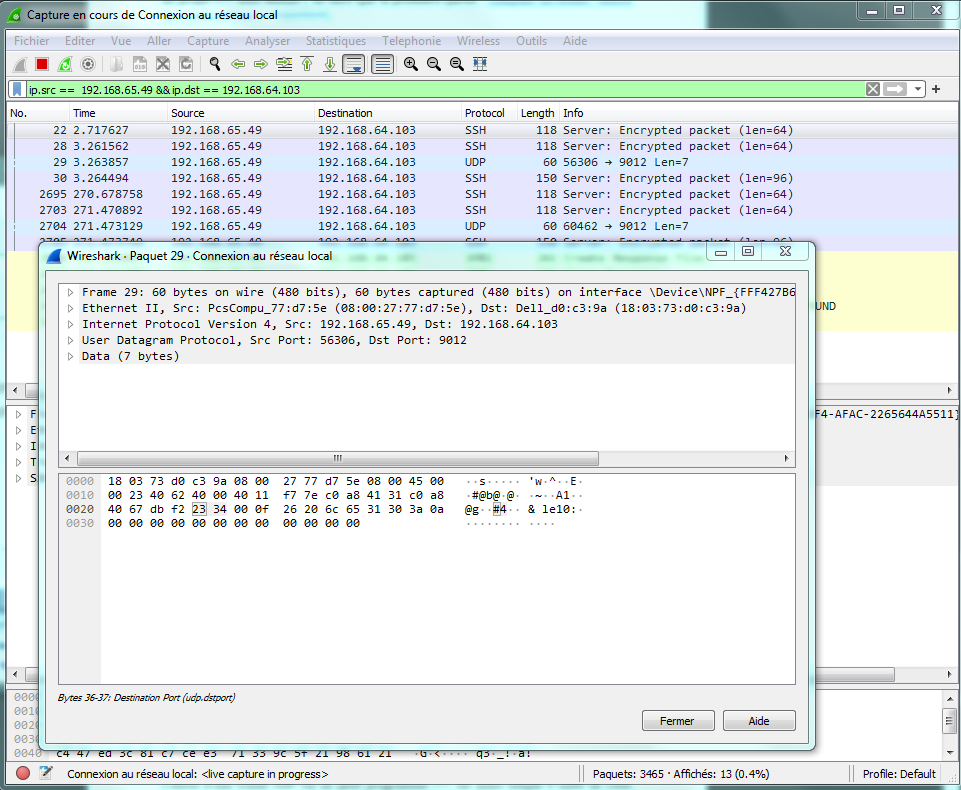 Capture en cours de Connexion au réseau local
Fichier Editer Vue Aller Capture Analyser Statistiques Telephonie Wireless Outils Aide
ip.src == 192.168.65.49 && ip.dst == 192.168.64.103
No. Time Source Destination Protocol Length Info
22 2.717627 192.168.65.49 192.168.64.103 SSH 118 Server: Encrypted packet (len=64)
28 3.261562 192.168.65.49 192.168.64.103 SSH 118 Server: Encrypted packet (len=64)
29 3.263857 192.168.65.49 192.168.64.103 UDP 60 56306 → 9012 Len=7
30 3.264494 192.168.65.49 192.168.64.103 SSH 150 Server: Encrypted packet (len=96)
2695 270.678758 192.168.65.49 192.168.64.103 SSH 118 Server: Encrypted packet (len=64)
2703 271.470892 192.168.65.49 192.168.64.103 SSH 118 Server: Encrypted packet (len=64)
2704 271.473129 192.168.65.49 192.168.64.103 UDP 60 60462 → 9012 Len=7
Wireshark · Paquet 29 · Connexion au réseau local
Frame 29: 60 bytes on wire (480 bits), 60 bytes captured (480 bits) on interface \Device\NPF_{FFF427B6
Ethernet II, Src: PcsCompu_77:d7:5e (08:00:27:77:d7:5e), Dst: Dell_d0:c3:9a (18:03:73:d0:c3:9a)
Internet Protocol Version 4, Src: 192.168.65.49, Dst: 192.168.64.103
User Datagram Protocol, Src Port: 56306, Dst Port: 9012
Data (7 bytes)
UND
F4-AFAC-2265644A5511}
0000 18 03 73 d0 c3 9a 08 00 27 77 d7 5e 08 00 45 00 ··s····· 'w·^··E·
0010 00 23 40 62 40 00 40 11 f7 7e c0 a8 41 31 c0 a8 ·#@b@·@· ·~··A1··
0020 40 67 db f2 23 34 00 0f 26 20 6c 65 31 30 3a 0a @g··#4·· & le10:·
0030 00 00 00 00 00 00 00 00 00 00 00 00 ········ ····
Bytes 36-37: Destination Port (udp.dstport)
Fermer Aide
0040 c4 47 ed 3c 81 c7 ce e3 71 33 9c 5f 21 98 61 21 ·G·<···· q3·_!·a!
Connexion au réseau local: <live capture in progress> Paquets: 3465 · Affichés: 13 (0.4%) Profile: Default